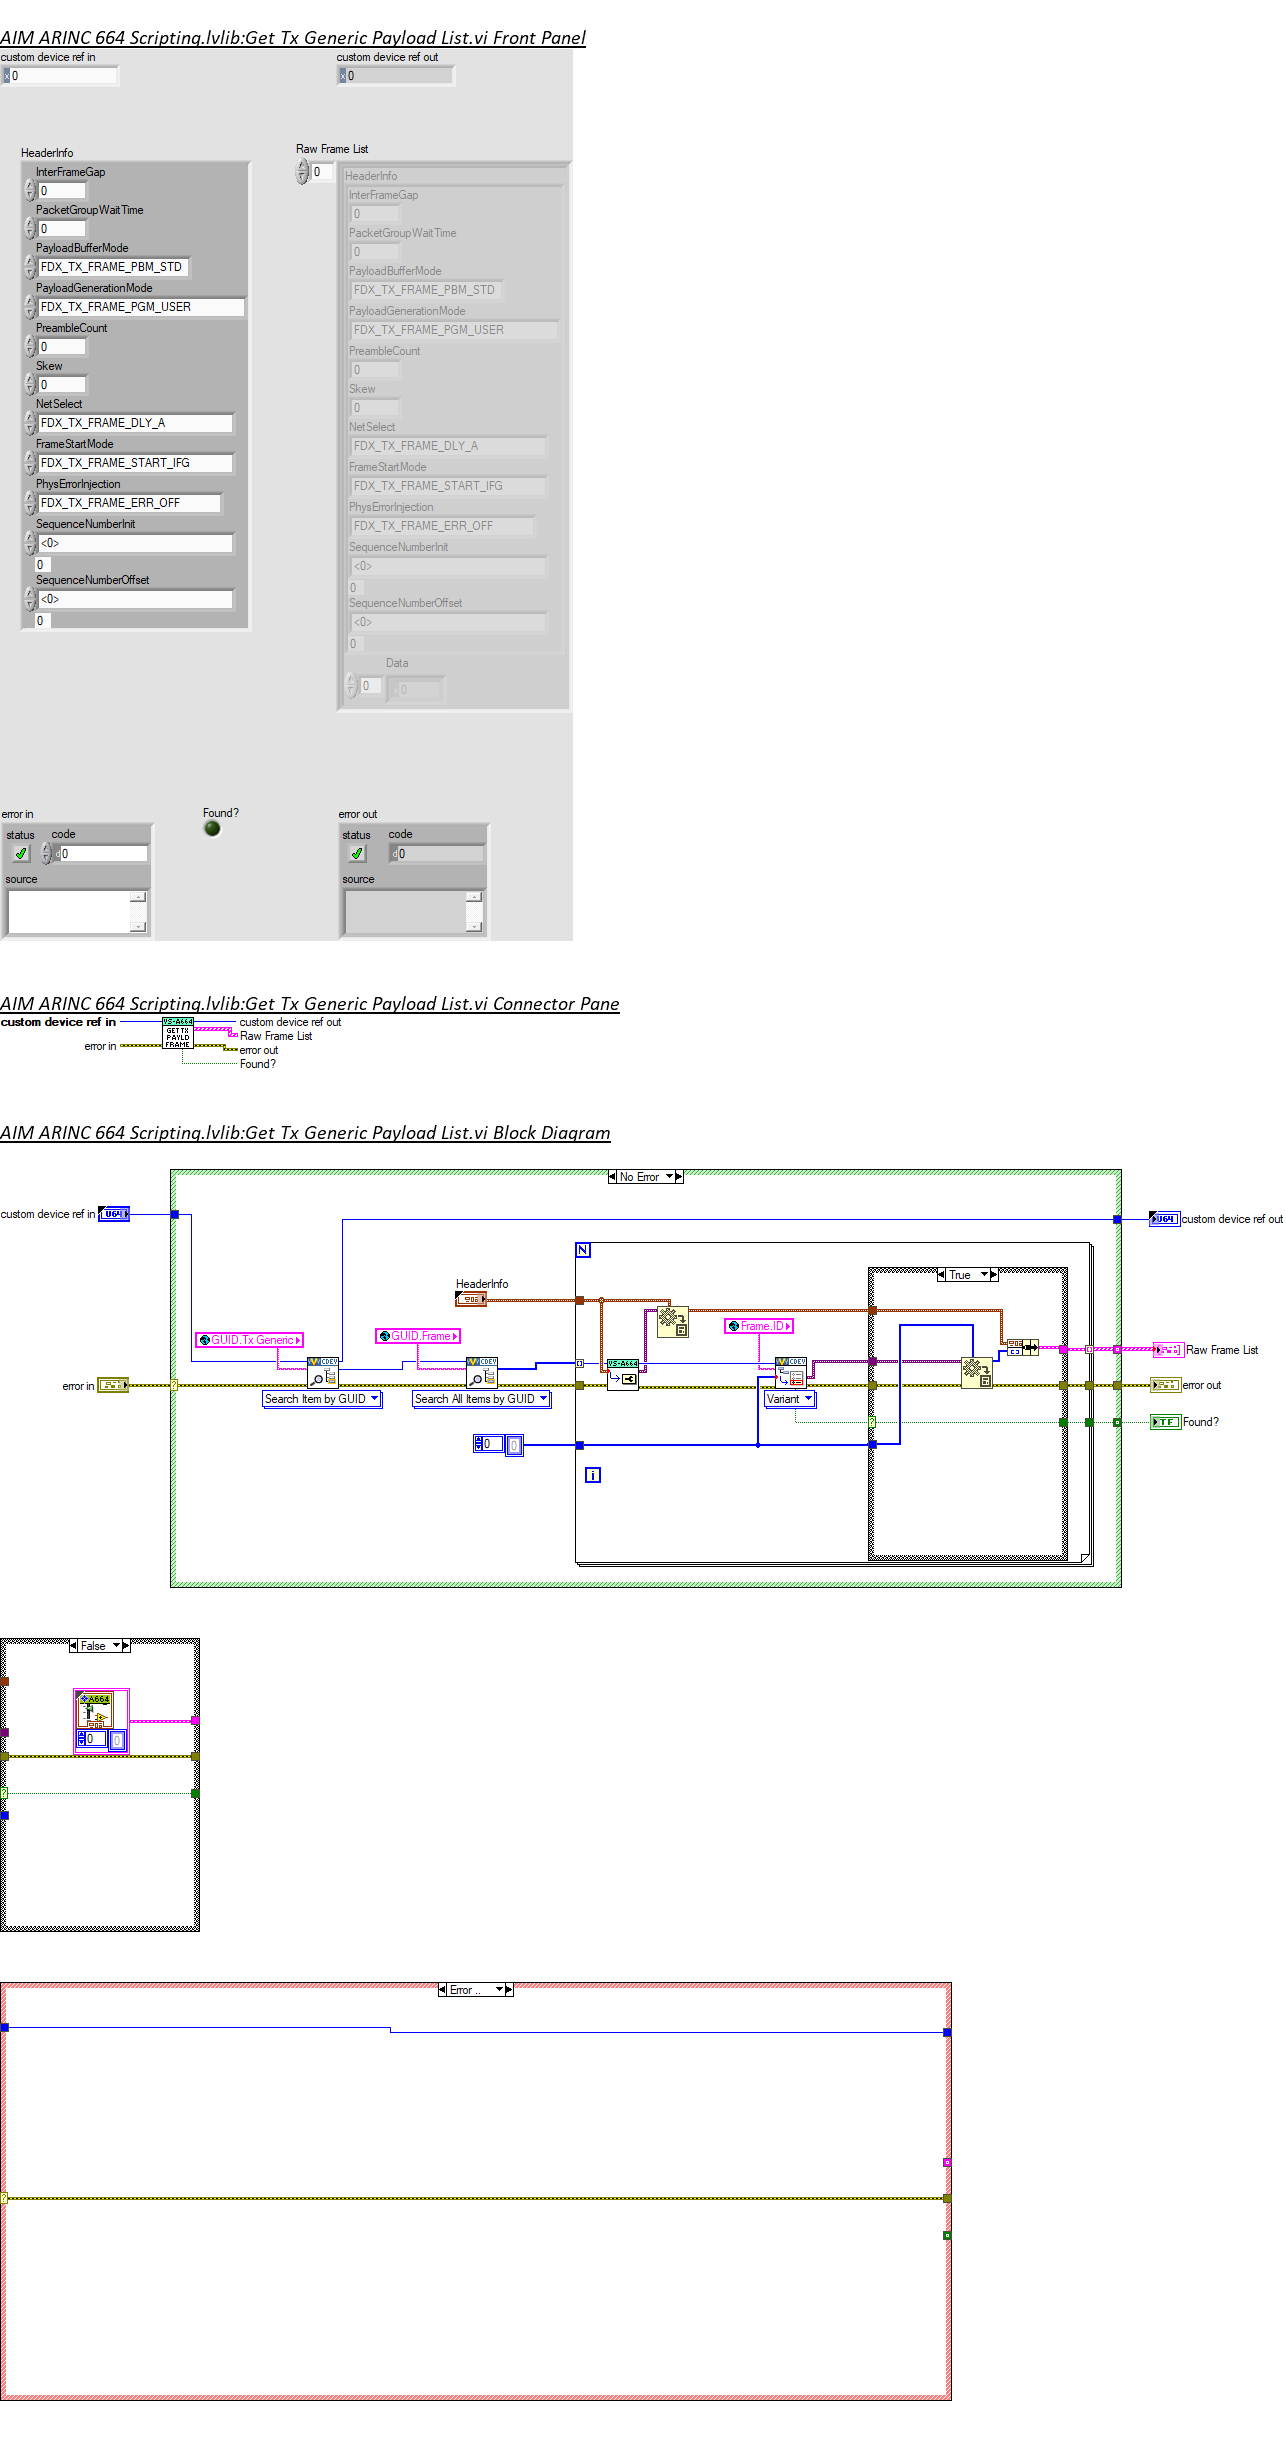 AIM ARINC 664 Scripting.lvlib:Get Tx Generic Payload List.vi Front Panel
custom device ref in
custom device ref out
x 0
x 0
HeaderInfo
Raw Frame List
InterFrameGap
0
0
HeaderInfo
PacketGroupWaitTime
0
InterFrameGap
0
PayloadBufferMode
FDX_TX_FRAME_PBM_STD
PacketGroupWaitTime
0
PayloadGenerationMode
FDX_TX_FRAME_PGM_USER
PayloadBufferMode
FDX_TX_FRAME_PBM_STD
PreambleCount
0
PayloadGenerationMode
FDX_TX_FRAME_PGM_USER
Skew
0
PreambleCount
0
NetSelect
FDX_TX_FRAME_DLY_A
Skew
0
FrameStartMode
FDX_TX_FRAME_START_IFG
NetSelect
FDX_TX_FRAME_DLY_A
PhysErrorInjection
FDX_TX_FRAME_ERR_OFF
FrameStartMode
FDX_TX_FRAME_START_IFG
SequenceNumberInit
<0>
0
PhysErrorInjection
FDX_TX_FRAME_ERR_OFF
SequenceNumberOffset
<0>
0
SequenceNumberInit
<0>
0
SequenceNumberOffset
<0>
0
Data
0
x 0
error in
Found?
error out
status code
status code
d 0
d 0
source
source
AIM ARINC 664 Scripting.lvlib:Get Tx Generic Payload List.vi Connector Pane
custom device ref in
VS-A664
GET TX
PAYLD
FRAME
custom device ref out
Raw Frame List
error in
error out
Found?
AIM ARINC 664 Scripting.lvlib:Get Tx Generic Payload List.vi Block Diagram
No Error
custom device ref in
U64
U64
custom device ref out
N
HeaderInfo
True
GUID.Tx Generic
GUID.Frame
Frame.ID
Raw Frame List
CDEV
CDEV
VS-A664
CDEV
error in
error out
Search Item by GUID
Search All Items by GUID
Variant
TF
Found?
0
0
i
False
A664
0
0
Error ..